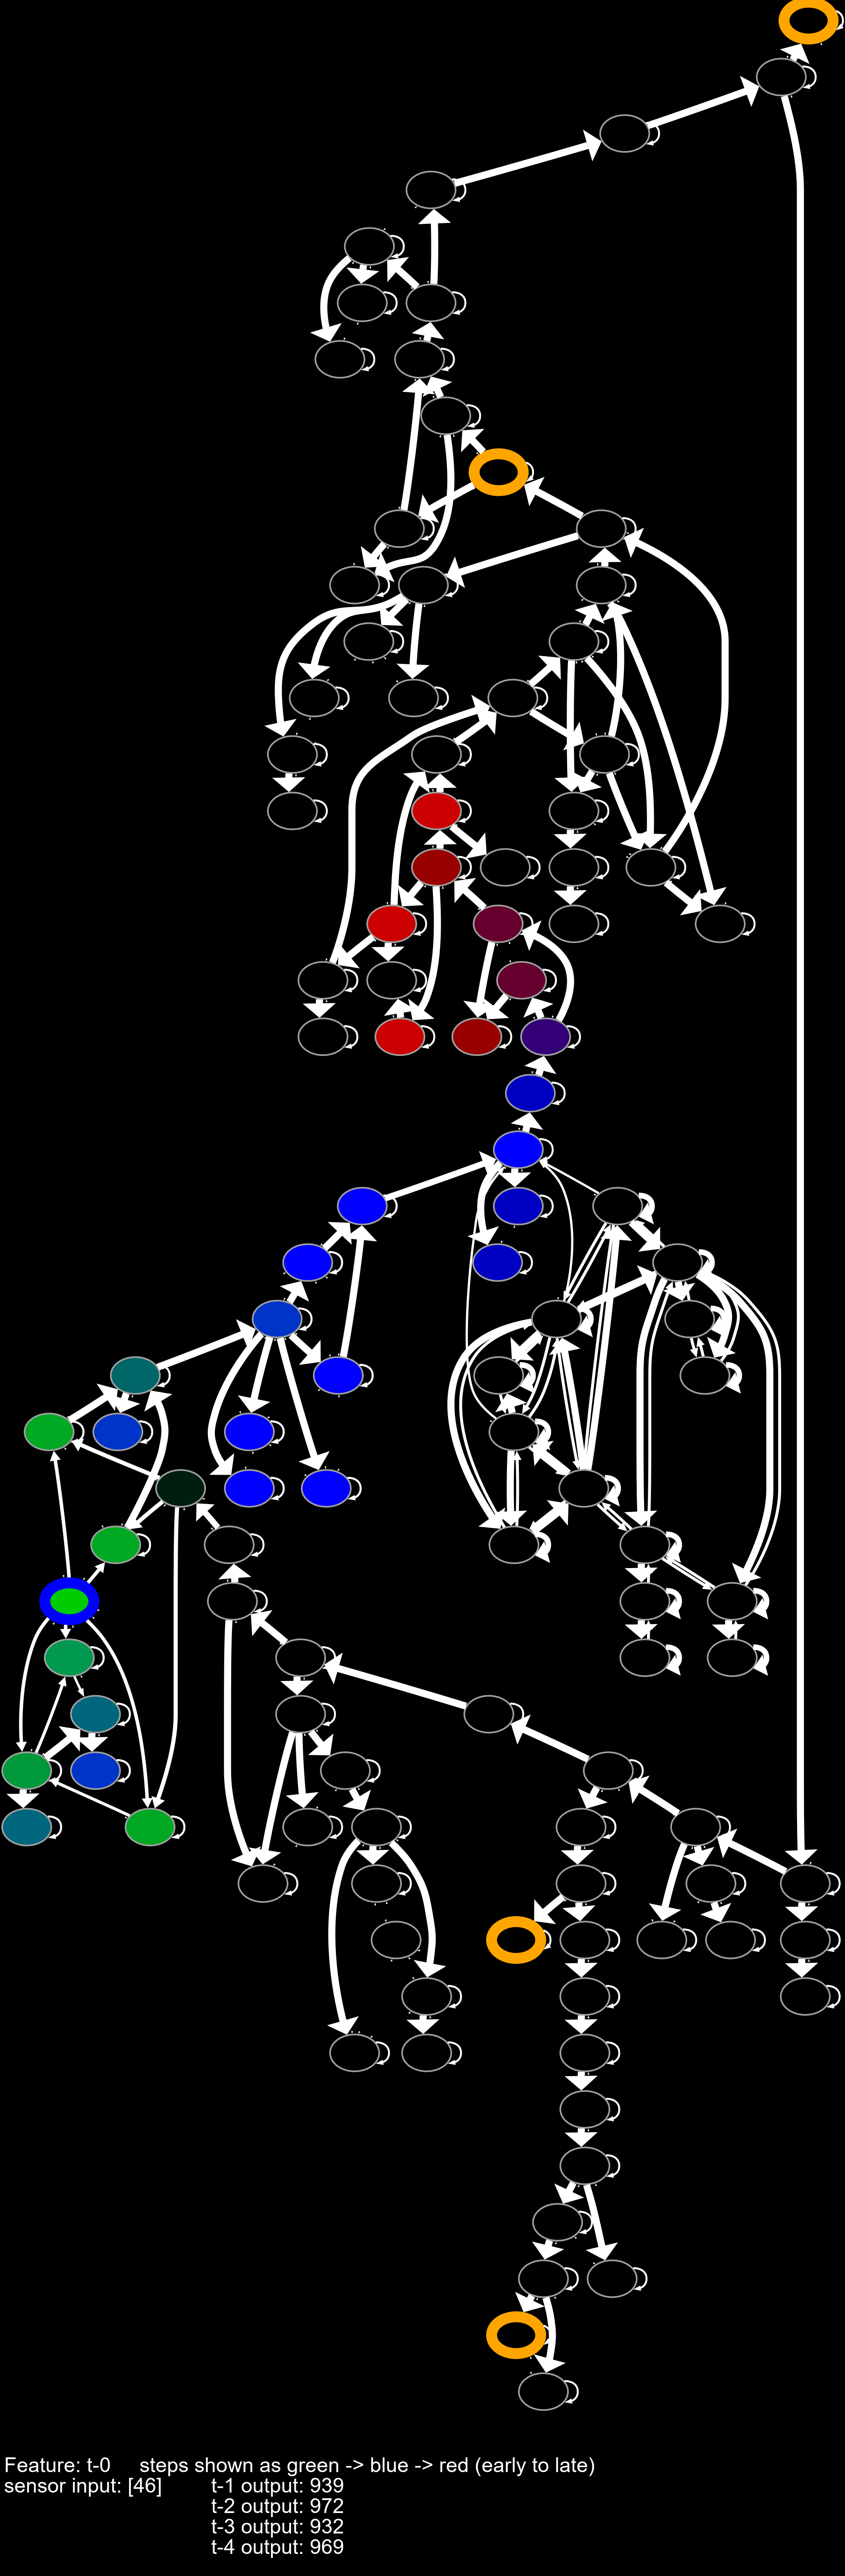 Feature: t-0     steps shown as green -> blue -> red (early to late)
sensor input: [46]         t-1 output: 939
t-2 output: 972
t-3 output: 932
t-4 output: 969